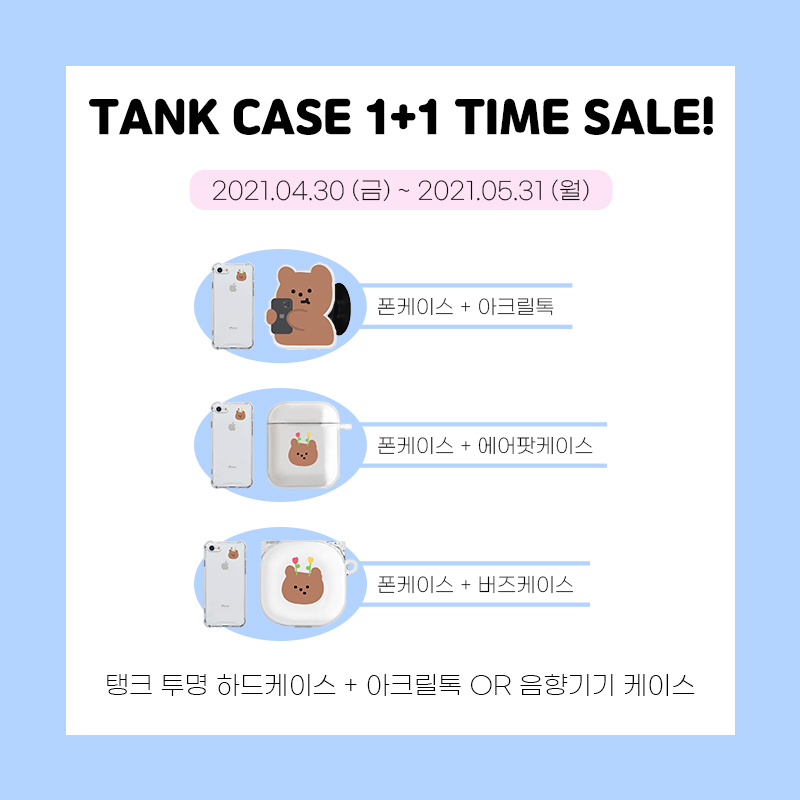 TANK CASE 1+1 TIME SALE!
2021.04.30 (금) ~ 2021.05.31 (월)
폰케이스 + 아크릴톡
폰케이스 + 에어팟케이스
폰케이스 + 버즈케이스
탱크 투명 하드케이스 + 아크릴톡 OR 음향기기 케이스